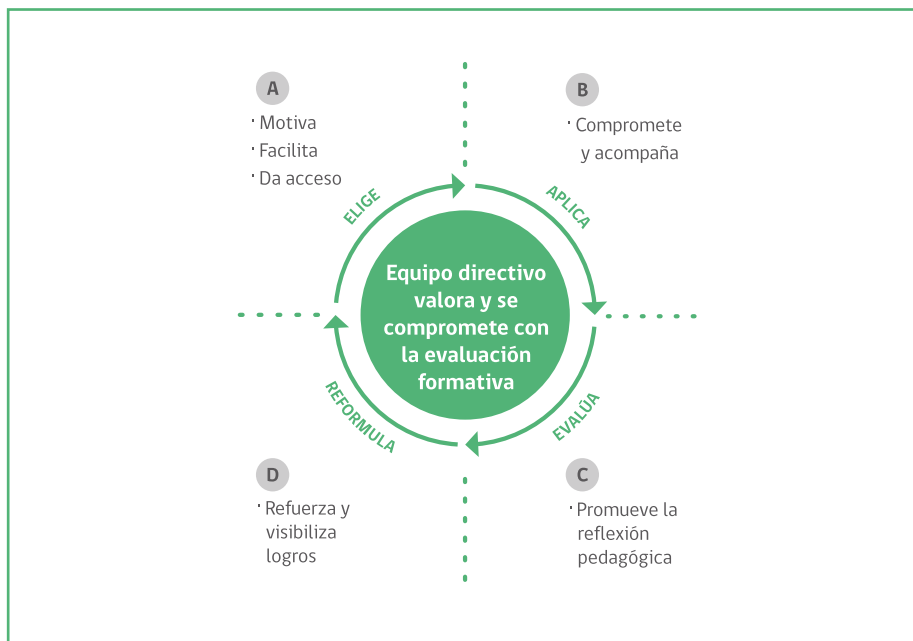 A
· Motiva
· Facilita
· Da acceso
B
· Compromete
y acompaña
ELIGE
APLICA
Equipo directivo
valora y se
compromete con
la evaluación
formativa
REFORMULA
EVALÚA
D
· Refuerza y
visibiliza
logros
C
· Promueve la
reflexión
pedagógica